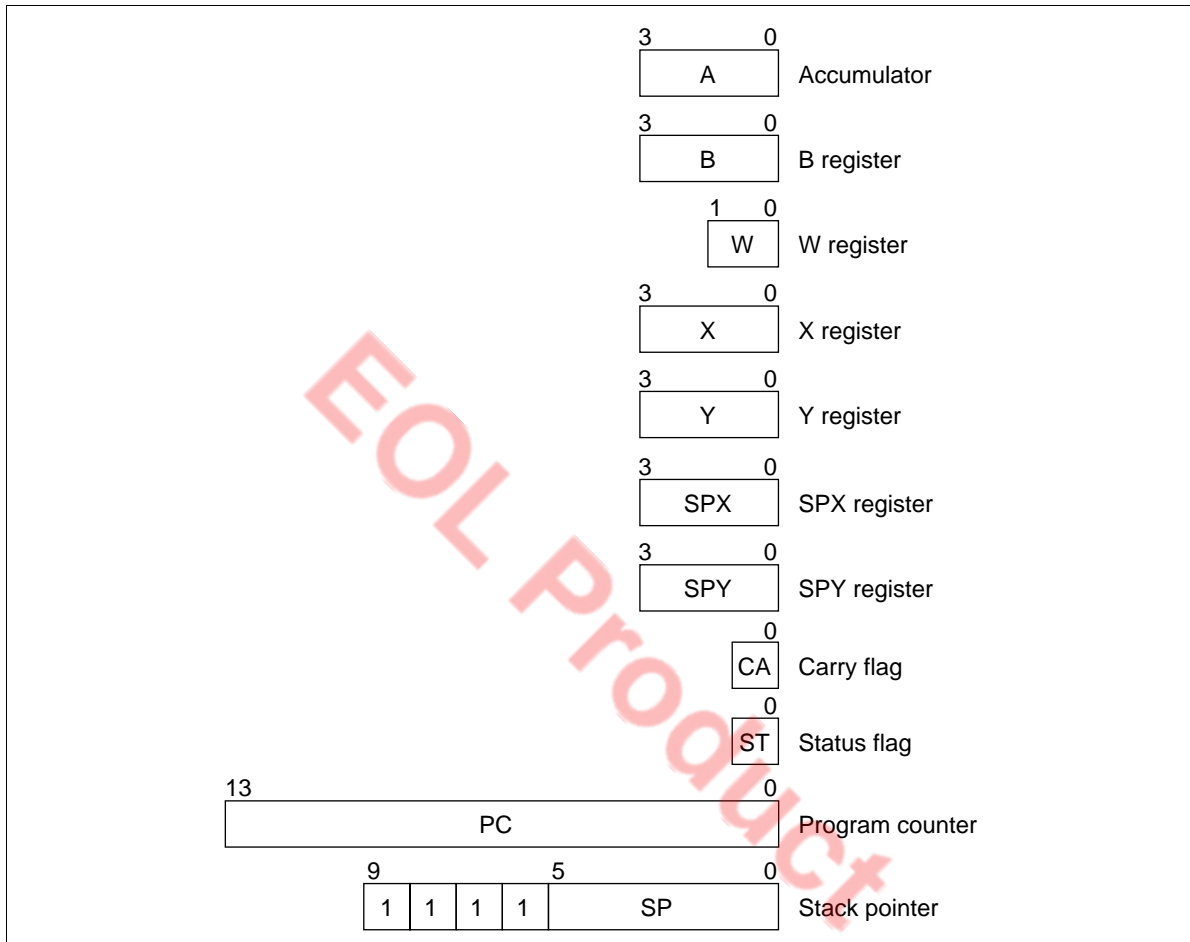 3 0
A Accumulator
3 0
B B register
1 0
W W register
3 0
X X register
3 0
Y Y register
3 0
SPX SPX register
3 0
SPY SPY register
0
CA Carry flag
0
ST Status flag
13 0
PC Program counter
9 5 0
1 1 1 1 SP Stack pointer
EOL Product